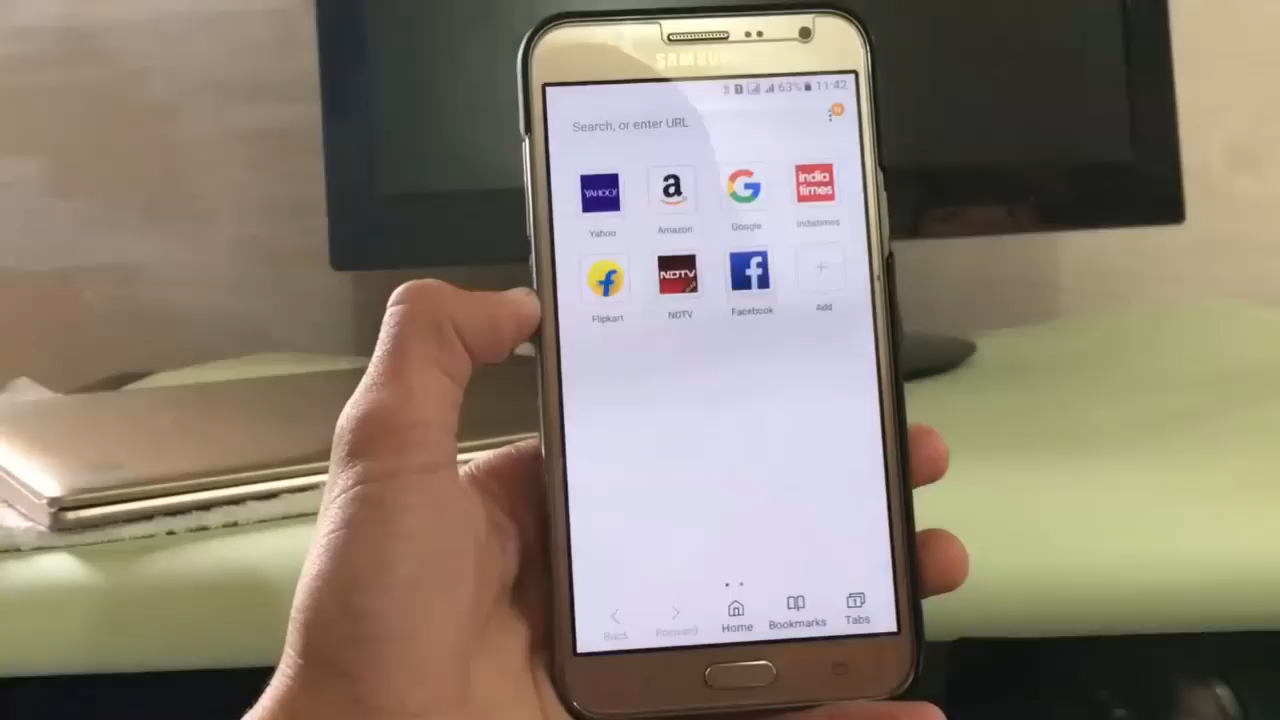 SAMSUNG
63% 11:42
Search, or enter URL
N
YAHOO!
a
G
india
times
Yahoo
Amazon
Google
indiatimes
f
NDTV
f
+
Flipkart
NDTV
Facebook
Add
1
Back
Forward
Home
Bookmarks
Tabs